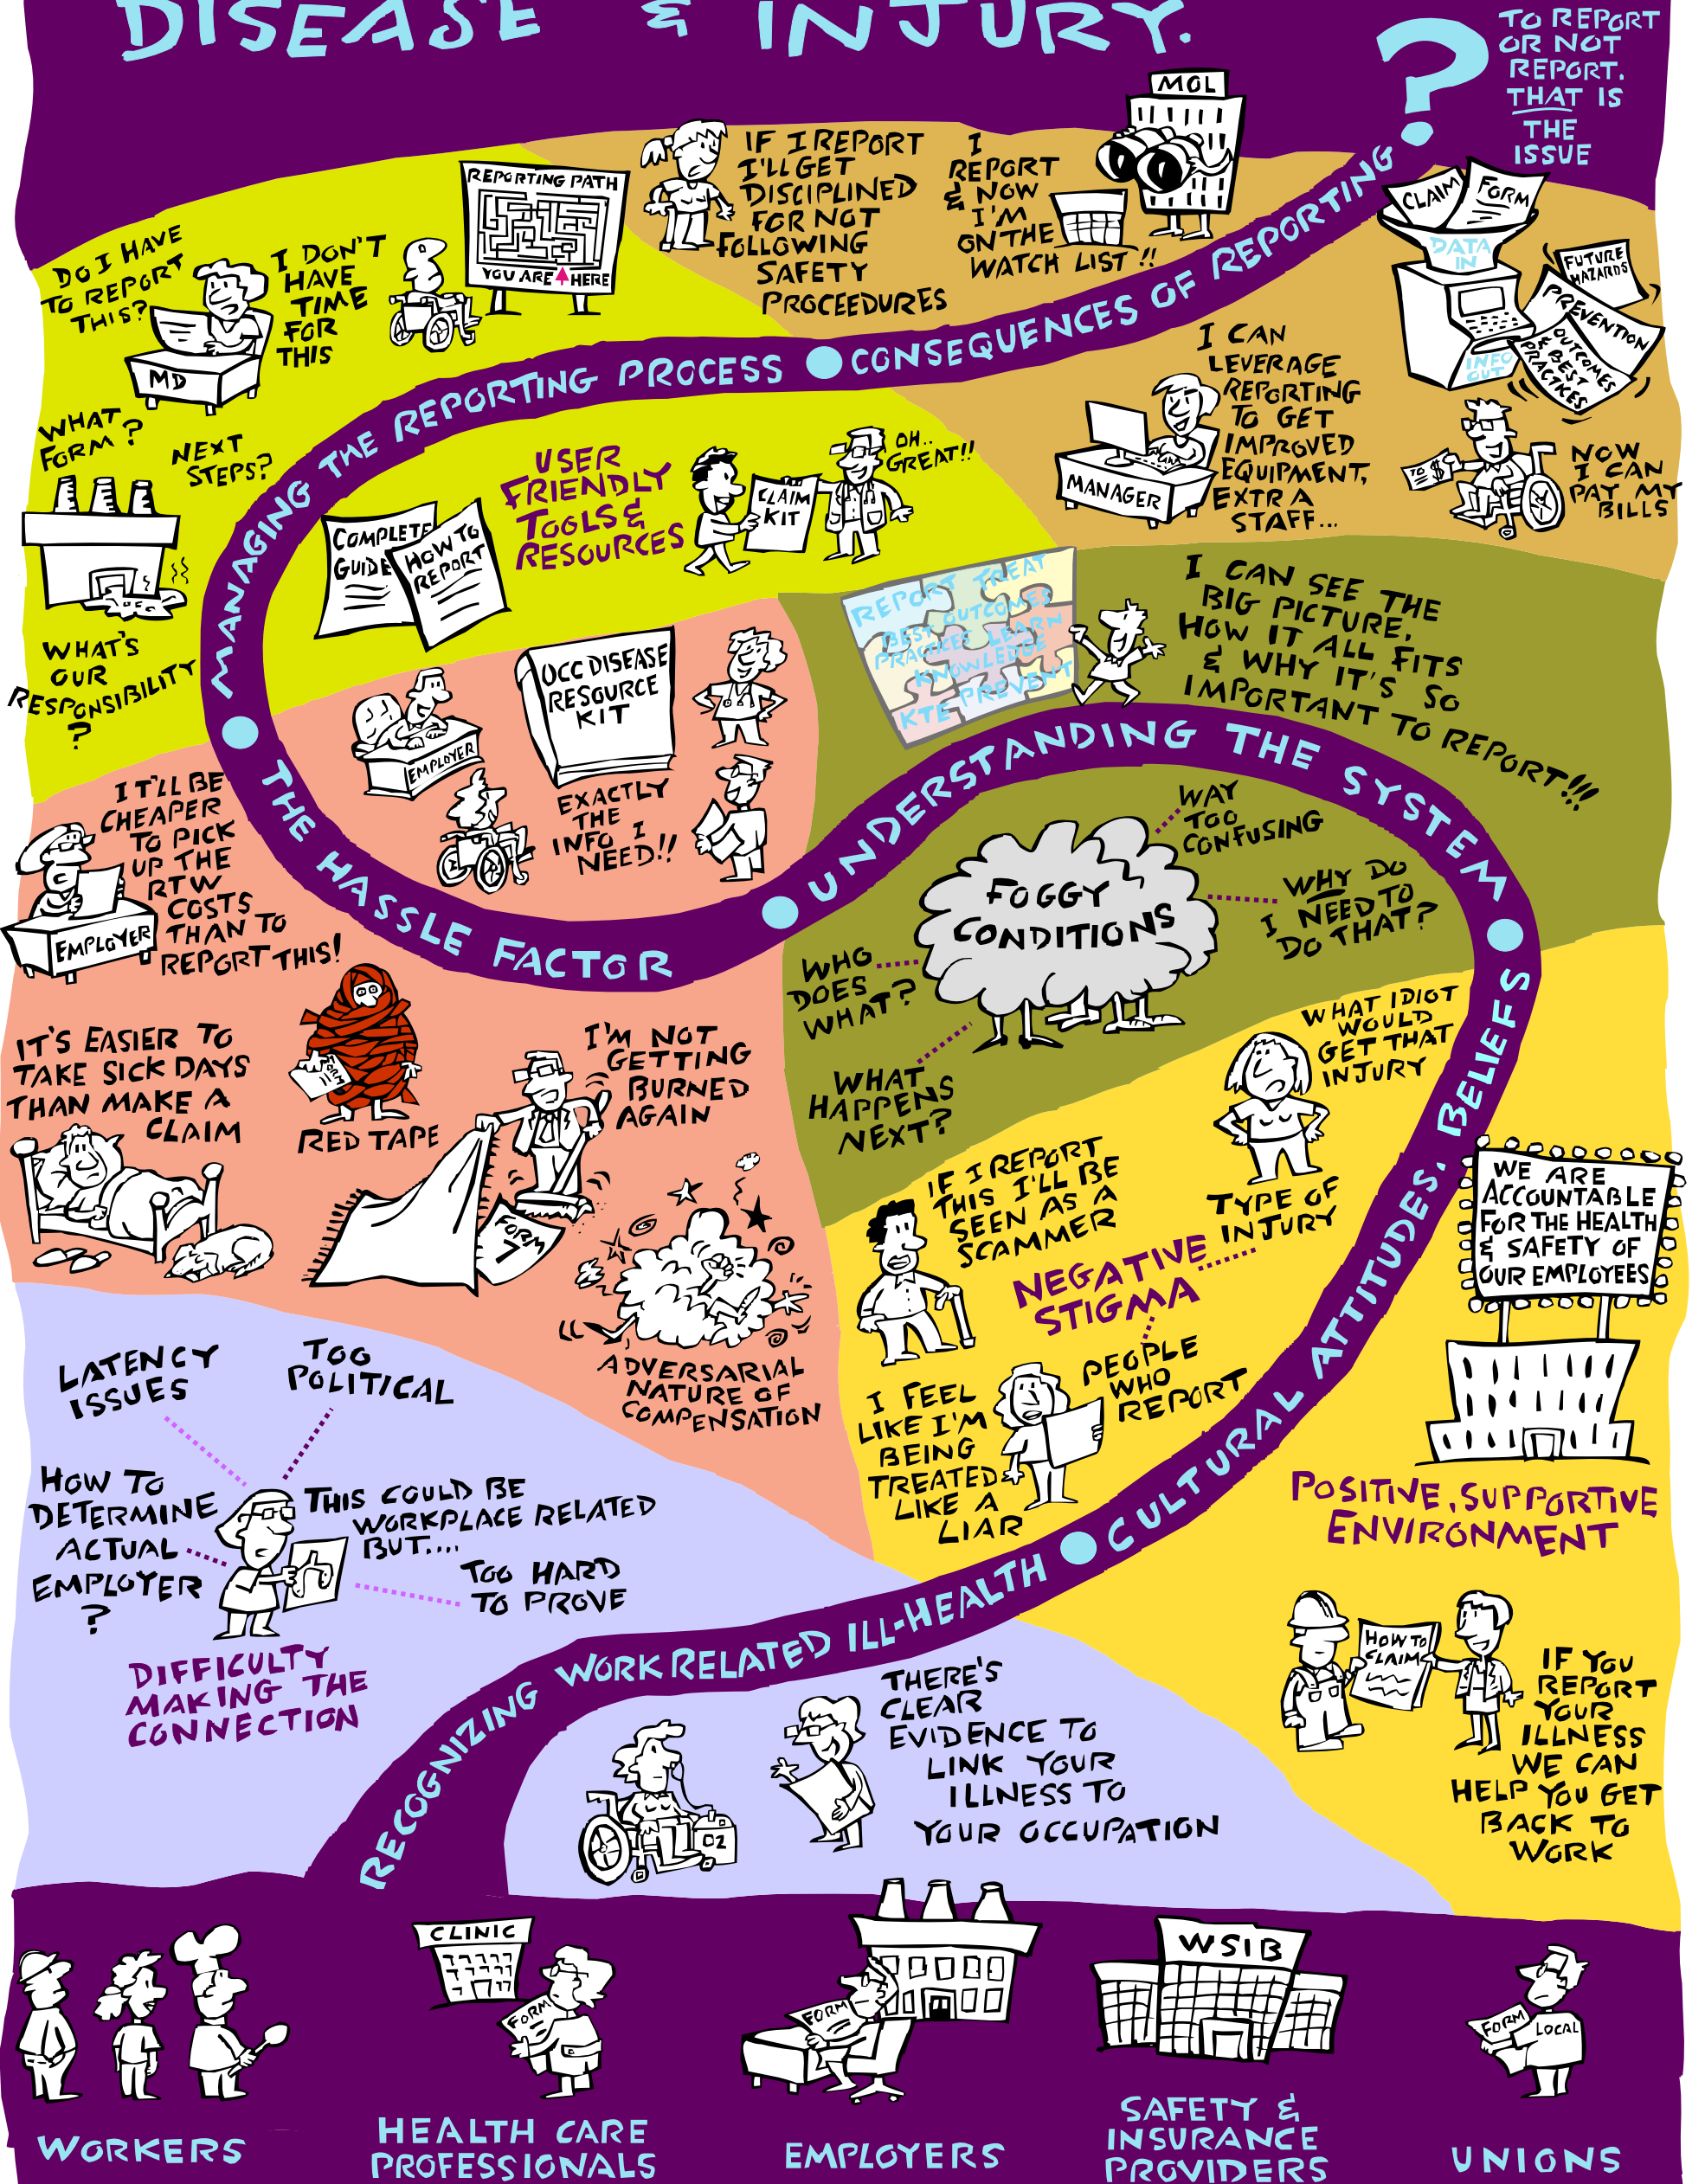 DISEASE & INJURY.
?
TO REPORT
OR NOT
REPORT.
THAT IS
THE
ISSUE
DO I HAVE
TO REPORT
THIS?
MD
I DON'T
HAVE
TIME
FOR
THIS
REPORTING PATH
YOU ARE HERE
WHAT
FORM?
NEXT
STEPS?
WHAT'S
OUR
RESPONSIBILITY
?
IF I REPORT
I'LL GET
DISCIPLINED
FOR NOT
FOLLOWING
SAFETY
PROCEEDURES
I
REPORT
& NOW
I'M
ON THE
WATCH LIST!!
MOL
CLAIM
FORM
DATA
IN
INFO
OUT
FUTURE
HAZARDS
PREVENTION
OUTCOMES
& BEST
PRACTICES
I CAN
LEVERAGE
REPORTING
TO GET
IMPROVED
EQUIPMENT,
EXTRA
STAFF...
MANAGER
TO
$
NOW
I CAN
PAY MY
BILLS
MANAGING THE REPORTING PROCESS
CONSEQUENCES OF REPORTING
COMPLETE
GUIDE
HOW TO
REPORT
USER
FRIENDLY
TOOLS &
RESOURCES
CLAIM
KIT
OH..
GREAT!!
EMPLOYER
OCC DISEASE
RESOURCE
KIT
EXACTLY
THE
INFO I
NEED!!
REPORT TREAT
BEST OUTCOMES
PRACTICES LEARN
KNOWLEDGE
PREVENT
KTE
I CAN SEE THE
BIG PICTURE,
HOW IT ALL FITS
& WHY IT'S SO
IMPORTANT TO REPORT!!!
THE HASSLE FACTOR
UNDERSTANDING THE SYSTEM
IT'LL BE
CHEAPER
TO PICK
UP THE
RTW
COSTS
THAN TO
REPORT THIS!
EMPLOYER
FORM
RED TAPE
IT'S EASIER TO
TAKE SICK DAYS
THAN MAKE A
CLAIM
I'M NOT
GETTING
BURNED
AGAIN
FORM
7
ADVERSARIAL
NATURE OF
COMPENSATION
FOGGY
CONDITIONS
WAY
TOO
CONFUSING
WHY DO
I NEED TO
DO THAT?
WHO
DOES
WHAT?
WHAT
HAPPENS
NEXT?
WHAT IDIOT
WOULD
GET THAT
INJURY
TYPE OF
INJURY
IF I REPORT
THIS I'LL BE
SEEN AS A
SCAMMER
NEGATIVE
STIGMA
PEOPLE
WHO
REPORT
I FEEL
LIKE I'M
BEING
TREATED
LIKE A
LIAR
CULTURAL ATTITUDES, BELIEFS
WE ARE
ACCOUNTABLE
FOR THE HEALTH
& SAFETY OF
OUR EMPLOYEES
POSITIVE, SUPPORTIVE
ENVIRONMENT
HOW TO
CLAIM
IF YOU
REPORT
YOUR
ILLNESS
WE CAN
HELP YOU GET
BACK TO
WORK
LATENCY
ISSUES
TOO
POLITICAL
HOW TO
DETERMINE
ACTUAL
EMPLOYER
?
THIS COULD BE
WORKPLACE RELATED
BUT....
TOO HARD
TO PROVE
DIFFICULTY
MAKING THE
CONNECTION
RECOGNIZING WORK RELATED ILL-HEALTH
O2
THERE'S
CLEAR
EVIDENCE TO
LINK YOUR
ILLNESS TO
YOUR OCCUPATION
WORKERS
CLINIC
FORM
HEALTH CARE
PROFESSIONALS
FORM
EMPLOYERS
WSIB
SAFETY &
INSURANCE
PROVIDERS
FORM
LOCAL
UNIONS